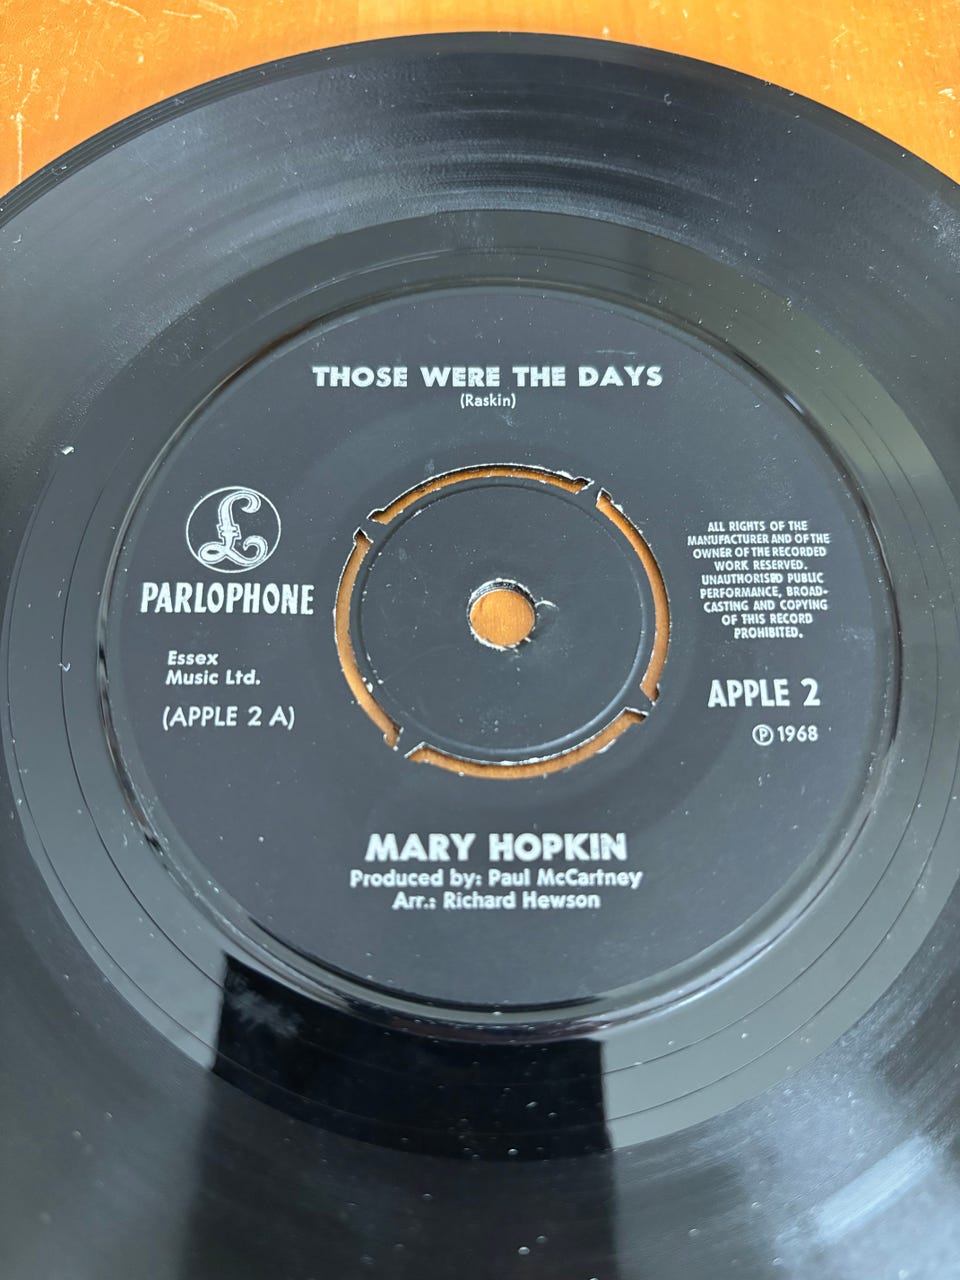 THOSE WERE THE DAYS
(Raskin)
£
PARLOPHONE
Essex
Music Ltd.
(APPLE 2 A)
ALL RIGHTS OF THE
MANUFACTURER AND OF THE
OWNER OF THE RECORDED
WORK RESERVED.
UNAUTHORISED PUBLIC
PERFORMANCE, BROAD-
CASTING AND COPYING
OF THIS RECORD
PROHIBITED.
APPLE 2
Ⓟ 1968
MARY HOPKIN
Produced by: Paul McCartney
Arr.: Richard Hewson